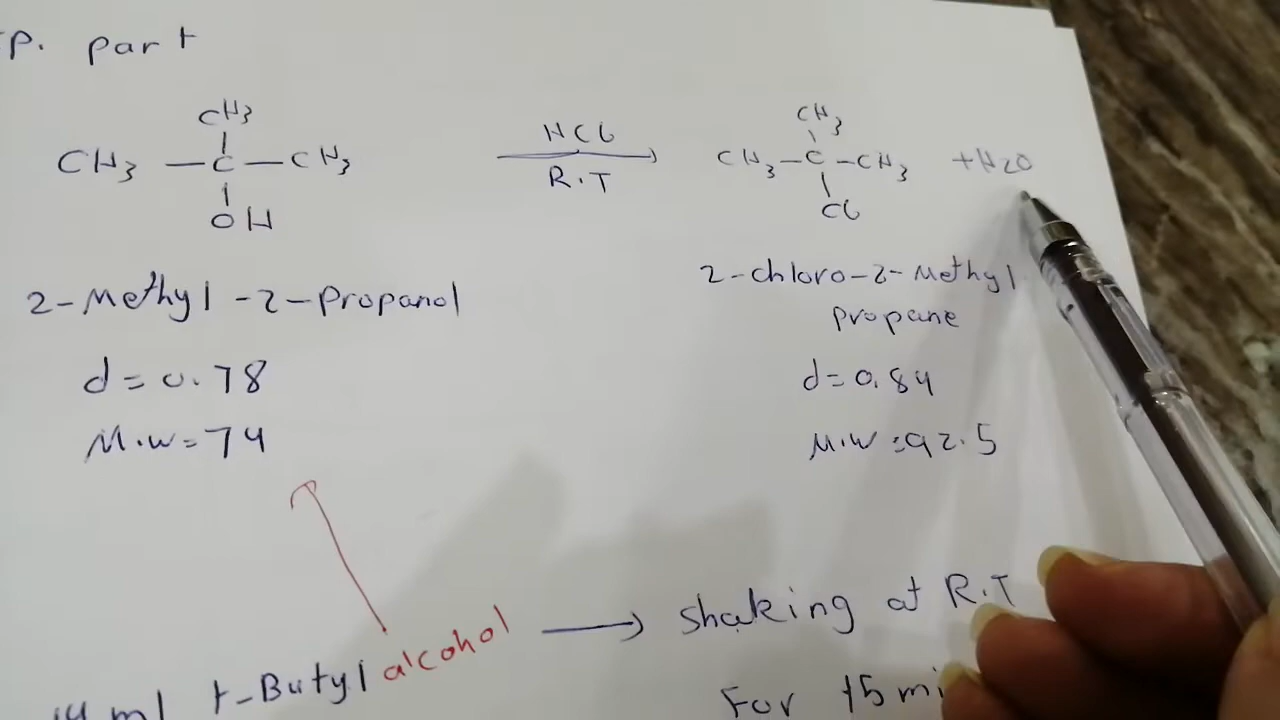 P. part
CH3
CH3 — C — CH3
OH
HCl
R.T
CH3
CH3 — C — CH3 + H2O
Cl
2-Methyl-2-Propanol
2-chloro-2-Methyl
propane
d = 0.78
d = 0.84
M.w = 74
M.w = 92.5
t-Butyl alcohol → shaking at R.T
For 15